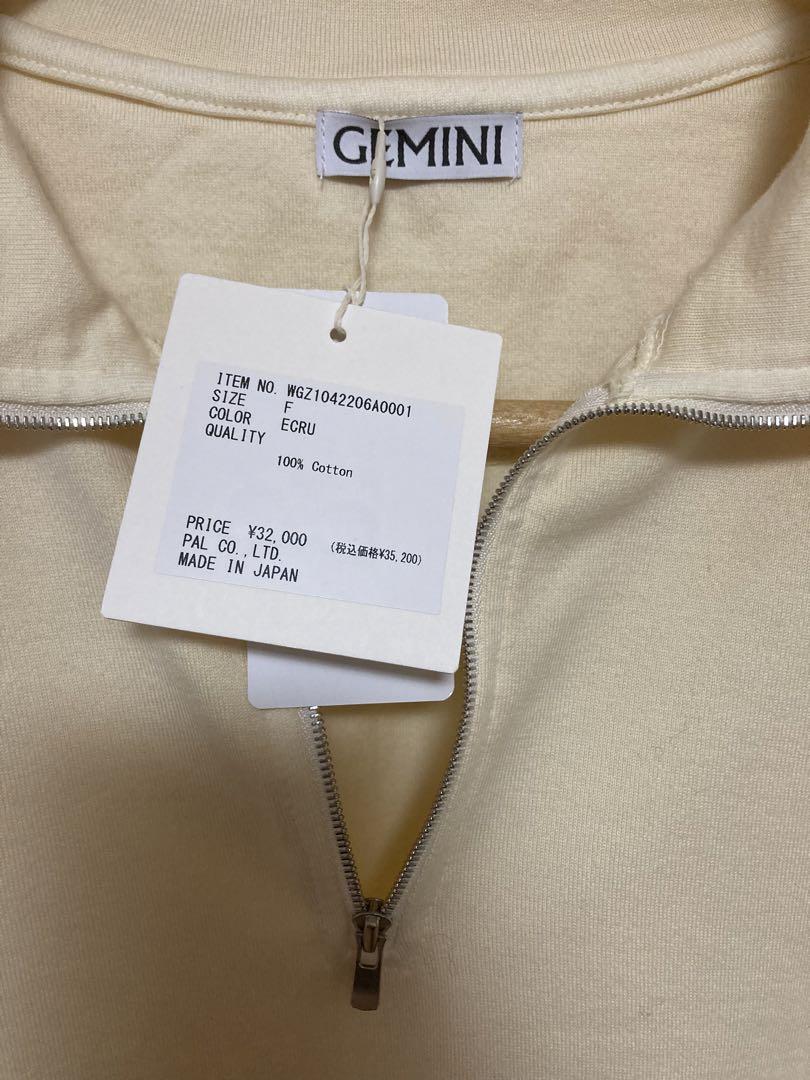 GEMINI
ITEM NO. WGZ1042206A0001
SIZE F
COLOR ECRU
QUALITY
100% Cotton
PRICE ¥32,000 (税込価格¥35,200)
PAL CO.,LTD.
MADE IN JAPAN